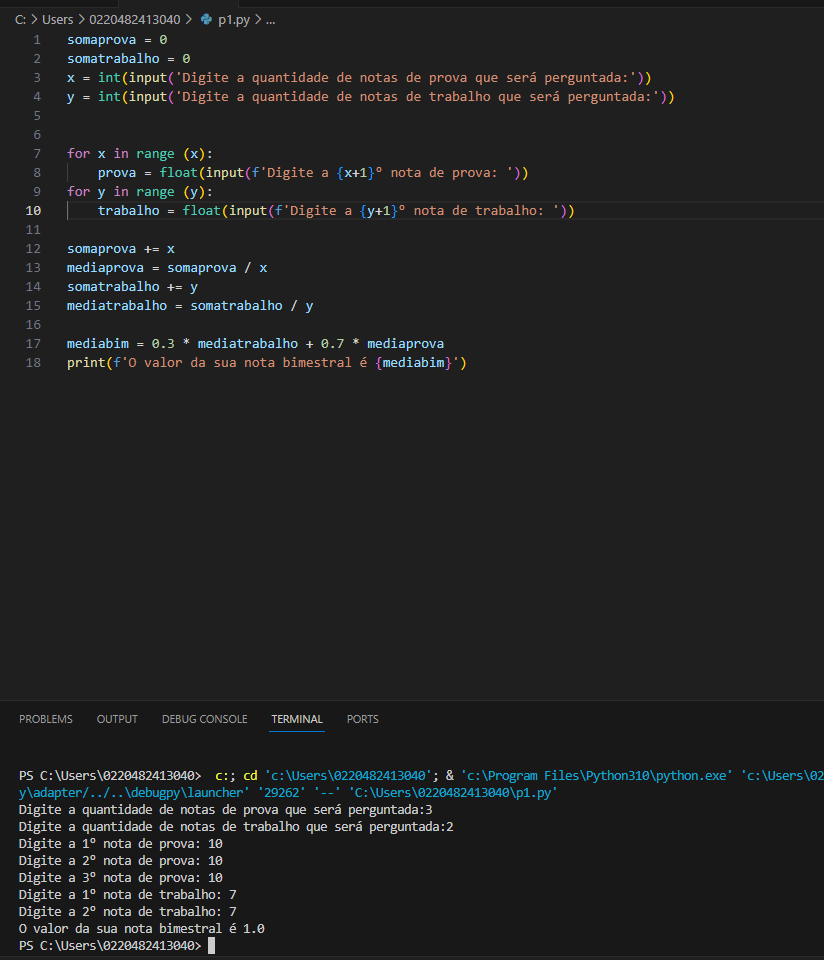 C: > Users > 0220482413040 > p1.py > ...
1 somaprova = 0
2 somatrabalho = 0
3 x = int(input('Digite a quantidade de notas de prova que será perguntada:'))
4 y = int(input('Digite a quantidade de notas de trabalho que será perguntada:'))
5
6
7 for x in range (x):
8     prova = float(input(f'Digite a {x+1}º nota de prova: '))
9 for y in range (y):
10     trabalho = float(input(f'Digite a {y+1}º nota de trabalho: '))
11
12 somaprova += x
13 mediaprova = somaprova / x
14 somatrabalho += y
15 mediatrabalho = somatrabalho / y
16
17 mediabim = 0.3 * mediatrabalho + 0.7 * mediaprova
18 print(f'O valor da sua nota bimestral é {mediabim}')
PROBLEMS OUTPUT DEBUG CONSOLE TERMINAL PORTS
PS C:\Users\0220482413040>  c:; cd 'c:\Users\0220482413040'; & 'c:\Program Files\Python310\python.exe' 'c:\Users\02
y\adapter/../..\debugpy\launcher' '29262' '--' 'C:\Users\0220482413040\p1.py'
Digite a quantidade de notas de prova que será perguntada:3
Digite a quantidade de notas de trabalho que será perguntada:2
Digite a 1º nota de prova: 10
Digite a 2º nota de prova: 10
Digite a 3º nota de prova: 10
Digite a 1º nota de trabalho: 7
Digite a 2º nota de trabalho: 7
O valor da sua nota bimestral é 1.0
PS C:\Users\0220482413040>